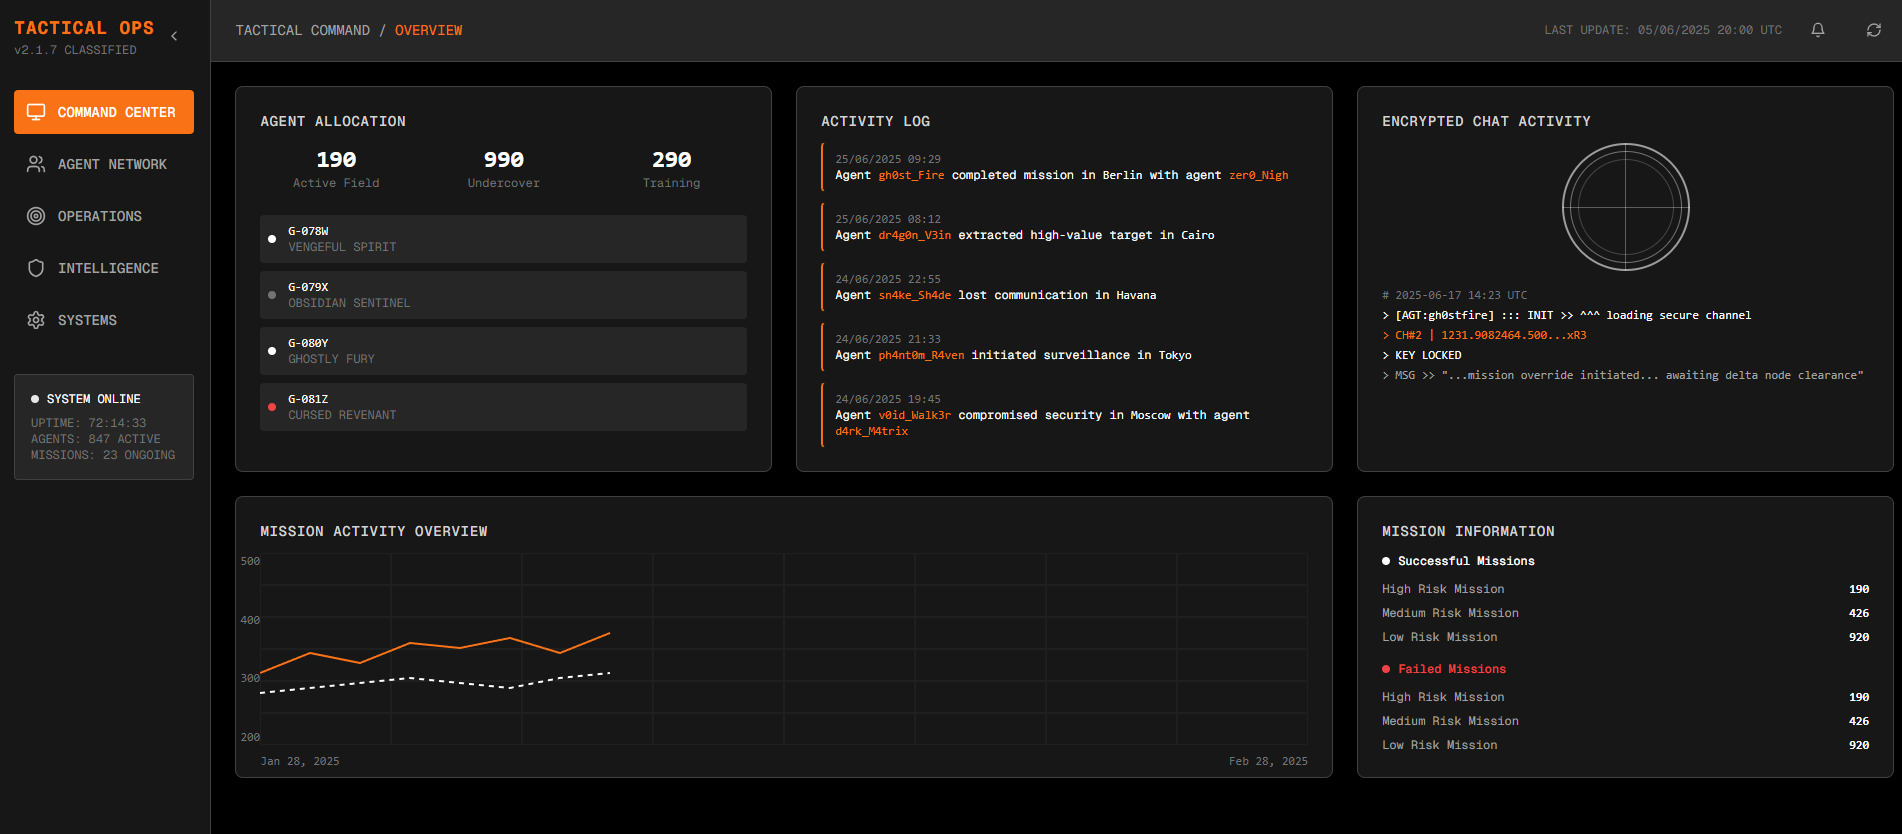 TACTICAL OPS
v2.1.7 CLASSIFIED
COMMAND CENTER
AGENT NETWORK
OPERATIONS
INTELLIGENCE
SYSTEMS
SYSTEM ONLINE
UPTIME: 72:14:33
AGENTS: 847 ACTIVE
MISSIONS: 23 ONGOING
TACTICAL COMMAND / OVERVIEW
LAST UPDATE: 05/06/2025 20:00 UTC
AGENT ALLOCATION
190 990 290
Active Field Undercover Training
G-078W
VENGEFUL SPIRIT
G-079X
OBSIDIAN SENTINEL
G-080Y
GHOSTLY FURY
G-081Z
CURSED REVENANT
ACTIVITY LOG
25/06/2025 09:29
Agent gh0st_Fire completed mission in Berlin with agent zer0_Nigh
25/06/2025 08:12
Agent dr4g0n_V3in extracted high-value target in Cairo
24/06/2025 22:55
Agent sn4ke_Sh4de lost communication in Havana
24/06/2025 21:33
Agent ph4nt0m_R4ven initiated surveillance in Tokyo
24/06/2025 19:45
Agent v0id_Walk3r compromised security in Moscow with agent
d4rk_M4trix
ENCRYPTED CHAT ACTIVITY
# 2025-06-17 14:23 UTC
> [AGT:gh0stfire] ::: INIT >> ^^^ loading secure channel
> CH#2 | 1231.9082464.500...xR3
> KEY LOCKED
> MSG >> "...mission override initiated... awaiting delta node clearance"
MISSION ACTIVITY OVERVIEW
500
400
300
200
Jan 28, 2025 Feb 28, 2025
MISSION INFORMATION
Successful Missions
High Risk Mission 190
Medium Risk Mission 426
Low Risk Mission 920
Failed Missions
High Risk Mission 190
Medium Risk Mission 426
Low Risk Mission 920